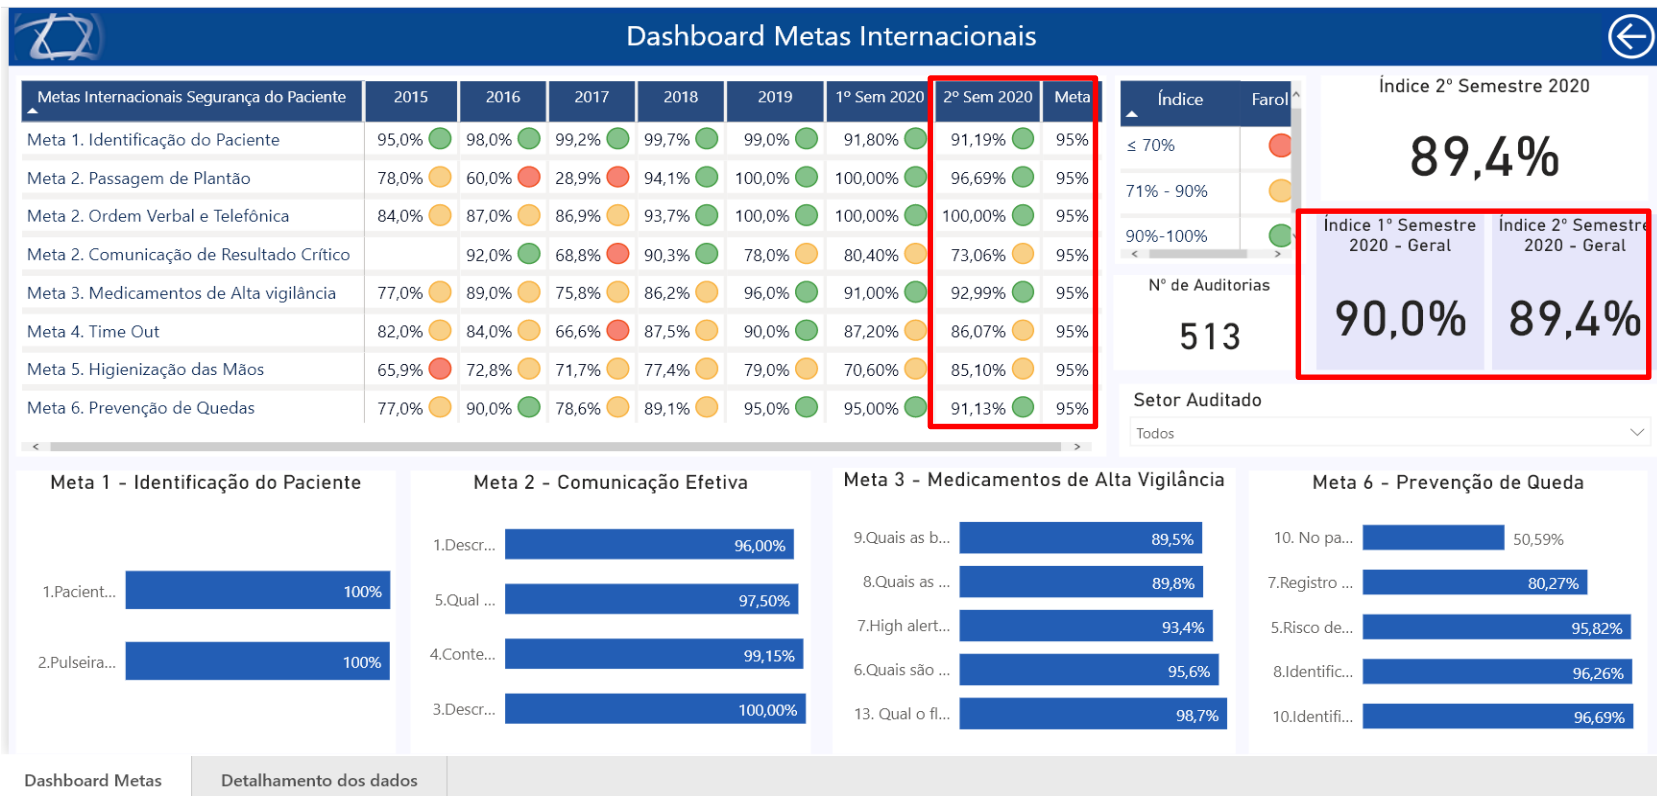 Dashboard Metas Internacionais
Metas Internacionais Segurança do Paciente 2015 2016 2017 2018 2019 1º Sem 2020 2º Sem 2020 Meta
Meta 1. Identificação do Paciente 95,0% 98,0% 99,2% 99,7% 99,0% 91,80% 91,19% 95%
Meta 2. Passagem de Plantão 78,0% 60,0% 28,9% 94,1% 100,0% 100,00% 96,69% 95%
Meta 2. Ordem Verbal e Telefônica 84,0% 87,0% 86,9% 93,7% 100,0% 100,00% 100,00% 95%
Meta 2. Comunicação de Resultado Crítico 92,0% 68,8% 90,3% 78,0% 80,40% 73,06% 95%
Meta 3. Medicamentos de Alta vigilância 77,0% 89,0% 75,8% 86,2% 96,0% 91,00% 92,99% 95%
Meta 4. Time Out 82,0% 84,0% 66,6% 87,5% 90,0% 87,20% 86,07% 95%
Meta 5. Higienização das Mãos 65,9% 72,8% 71,7% 77,4% 79,0% 70,60% 85,10% 95%
Meta 6. Prevenção de Quedas 77,0% 90,0% 78,6% 89,1% 95,0% 95,00% 91,13% 95%
Índice Farol
≤ 70%
71% - 90%
90%-100%
Índice 2º Semestre 2020
89,4%
Índice 1º Semestre
2020 - Geral
90,0%
Índice 2º Semestre
2020 - Geral
89,4%
Nº de Auditorias
513
Setor Auditado
Todos
Meta 1 - Identificação do Paciente
1.Pacient... 100%
2.Pulseira... 100%
Meta 2 - Comunicação Efetiva
1.Descr... 96,00%
5.Qual ... 97,50%
4.Conte... 99,15%
3.Descr... 100,00%
Meta 3 - Medicamentos de Alta Vigilância
9.Quais as b... 89,5%
8.Quais as ... 89,8%
7.High alert... 93,4%
6.Quais são ... 95,6%
13. Qual o fl... 98,7%
Meta 6 - Prevenção de Queda
10. No pa... 50,59%
7.Registro ... 80,27%
5.Risco de... 95,82%
8.Identific... 96,26%
10.Identifi... 96,69%
Dashboard Metas
Detalhamento dos dados